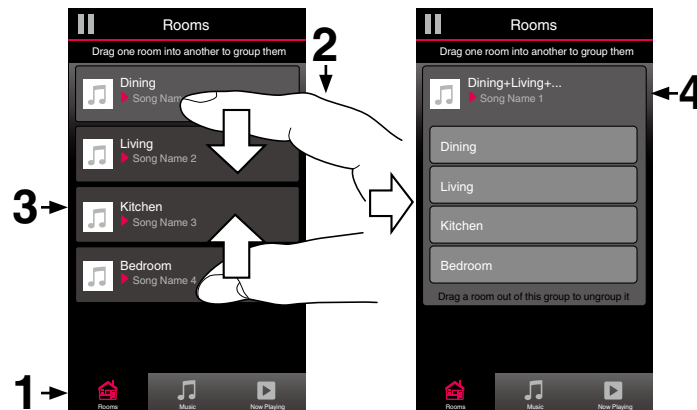 Rooms
Drag one room into another to group them
Dining
Song Nam
Living
Song Name 2
Kitchen
Song Name 3
Bedroom
Song Name 4
Rooms
Music
Now Playing
1
2
3
Rooms
Drag one room into another to group them
Dining+Living+...
Song Name 1
Dining
Living
Kitchen
Bedroom
Drag a room out of this group to ungroup it
Rooms
Music
Now Playing
4